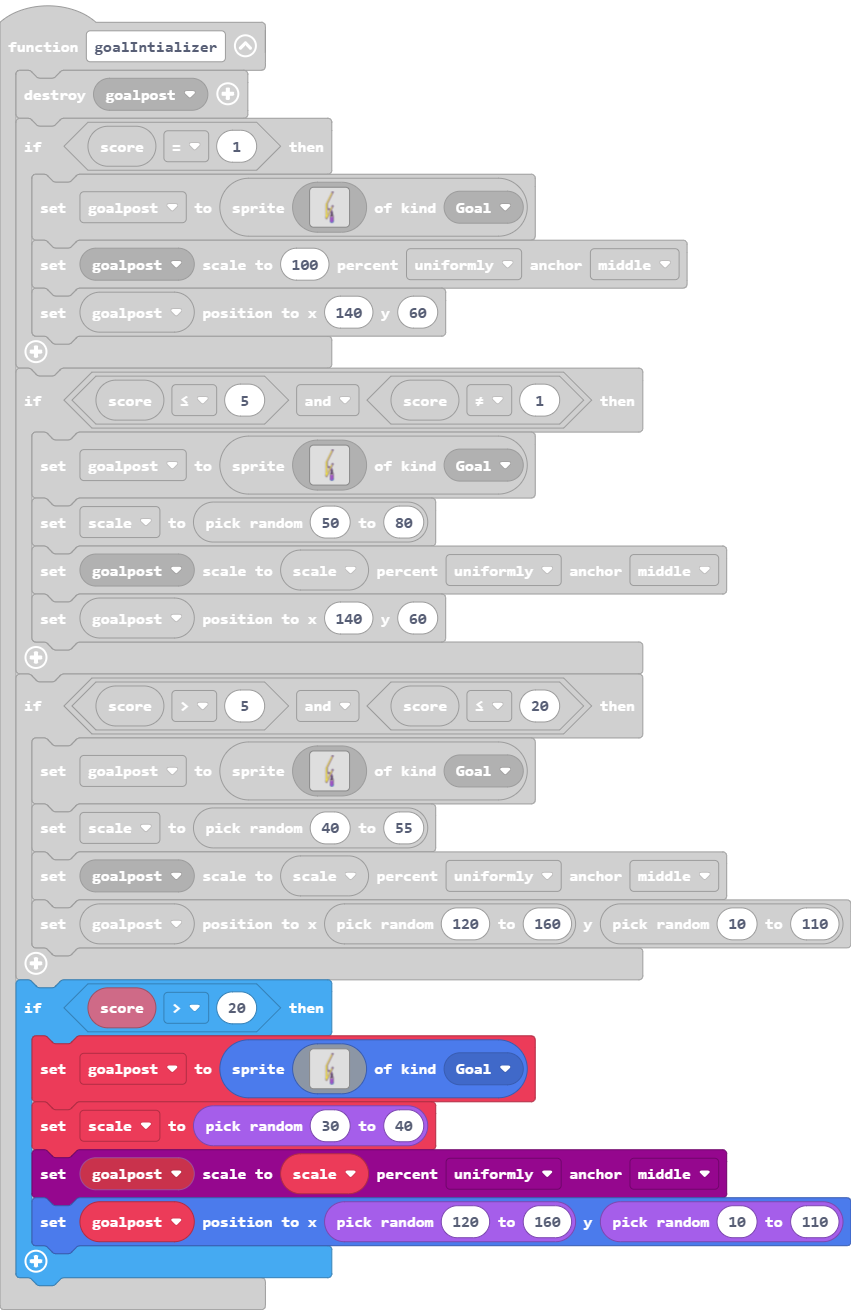 function goalIntializer
destroy goalpost
if score = 1 then
set goalpost to sprite of kind Goal
set goalpost scale to 100 percent uniformly anchor middle
set goalpost position to x 140 y 60
if score ≤ 5 and score ≠ 1 then
set goalpost to sprite of kind Goal
set scale to pick random 50 to 80
set goalpost scale to scale percent uniformly anchor middle
set goalpost position to x 140 y 60
if score > 5 and score ≤ 20 then
set goalpost to sprite of kind Goal
set scale to pick random 40 to 55
set goalpost scale to scale percent uniformly anchor middle
set goalpost position to x pick random 120 to 160 y pick random 10 to 110
if score > 20 then
set goalpost to sprite of kind Goal
set scale to pick random 30 to 40
set goalpost scale to scale percent uniformly anchor middle
set goalpost position to x pick random 120 to 160 y pick random 10 to 110